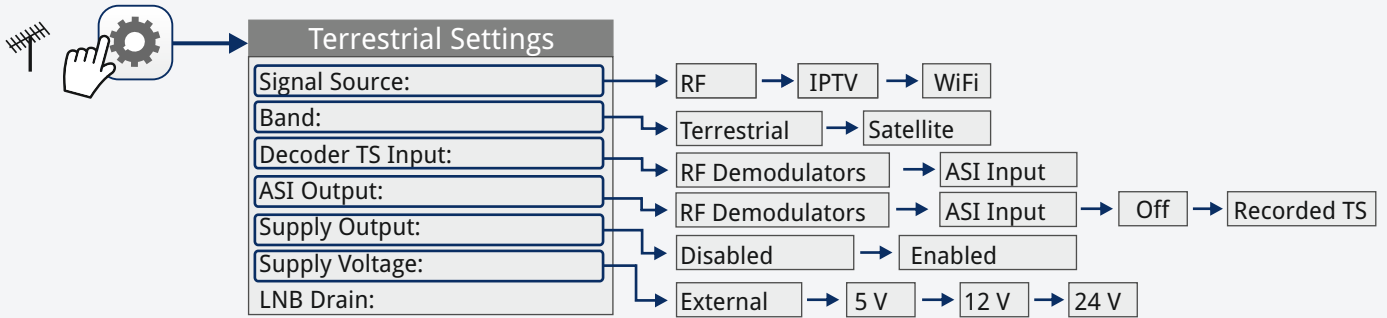 Terrestrial Settings
Signal Source: RF IPTV WiFi
Band: Terrestrial Satellite
Decoder TS Input: RF Demodulators ASI Input
ASI Output: RF Demodulators ASI Input Off Recorded TS
Supply Output: Disabled Enabled
Supply Voltage: External 5 V 12 V 24 V
LNB Drain: